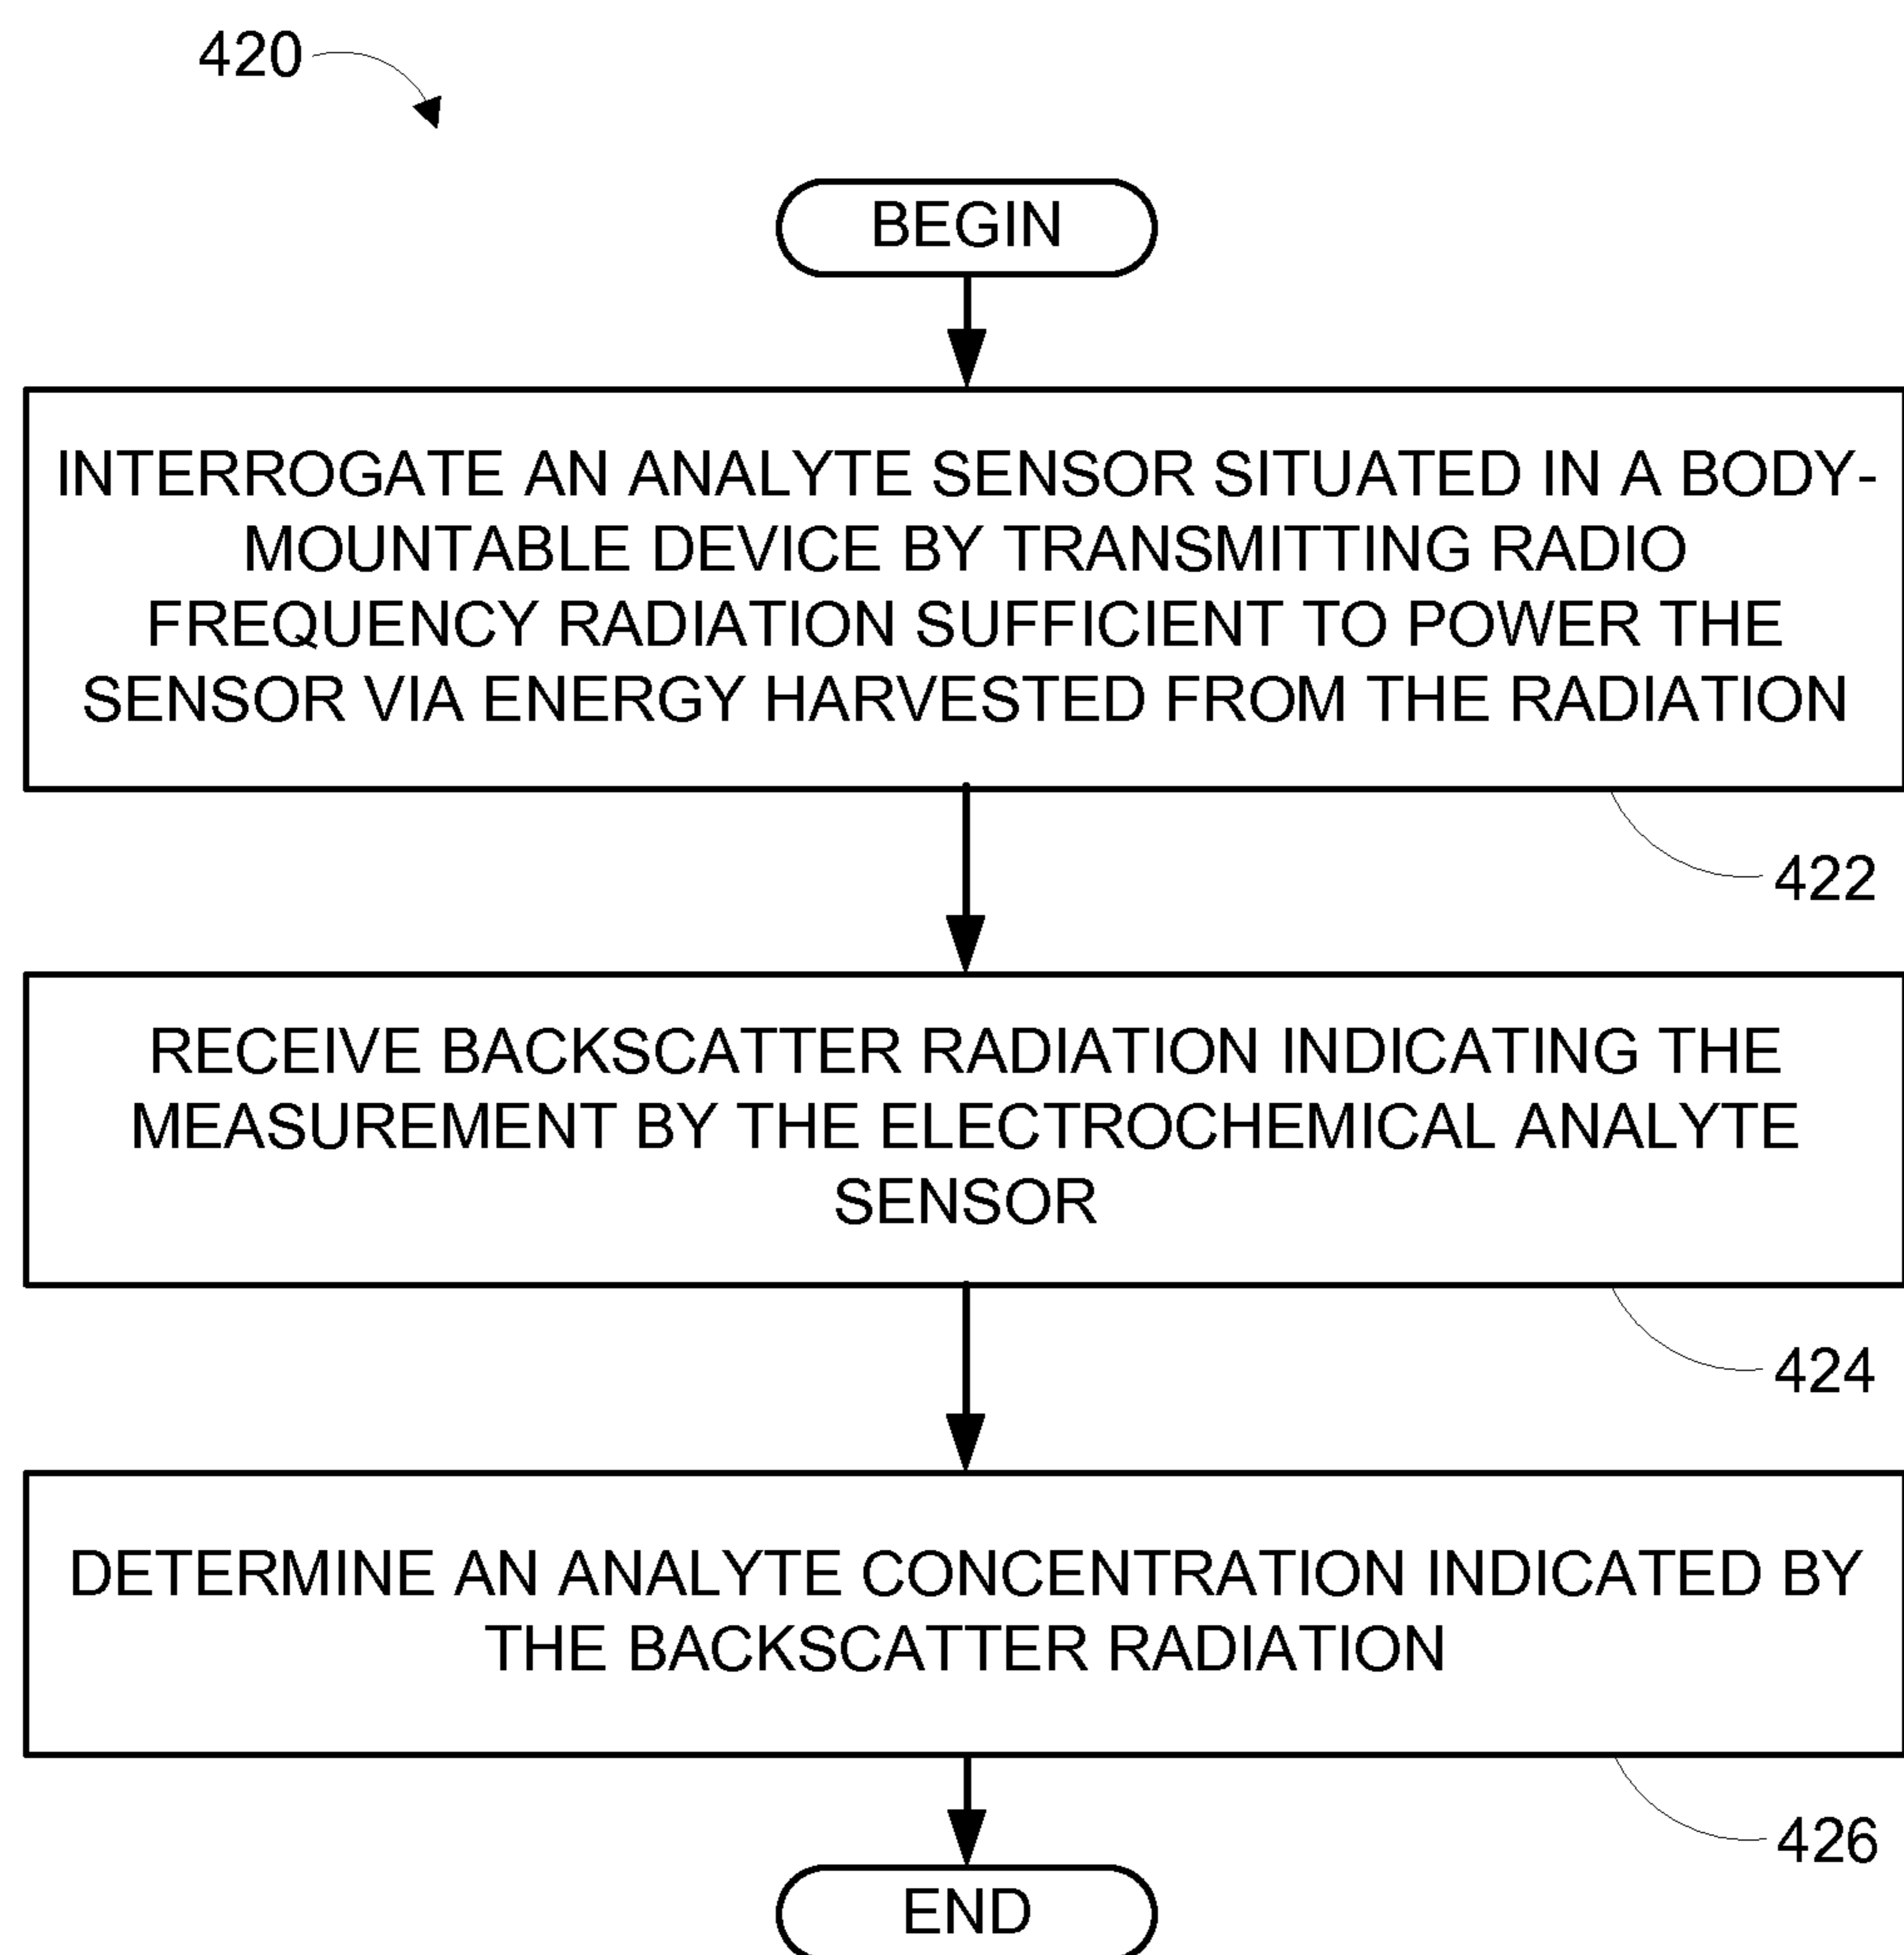 420
BEGIN
INTERROGATE AN ANALYTE SENSOR SITUATED IN A BODY-
MOUNTABLE DEVICE BY TRANSMITTING RADIO
FREQUENCY RADIATION SUFFICIENT TO POWER THE
SENSOR VIA ENERGY HARVESTED FROM THE RADIATION
422
RECEIVE BACKSCATTER RADIATION INDICATING THE
MEASUREMENT BY THE ELECTROCHEMICAL ANALYTE
SENSOR
424
DETERMINE AN ANALYTE CONCENTRATION INDICATED BY
THE BACKSCATTER RADIATION
426
END